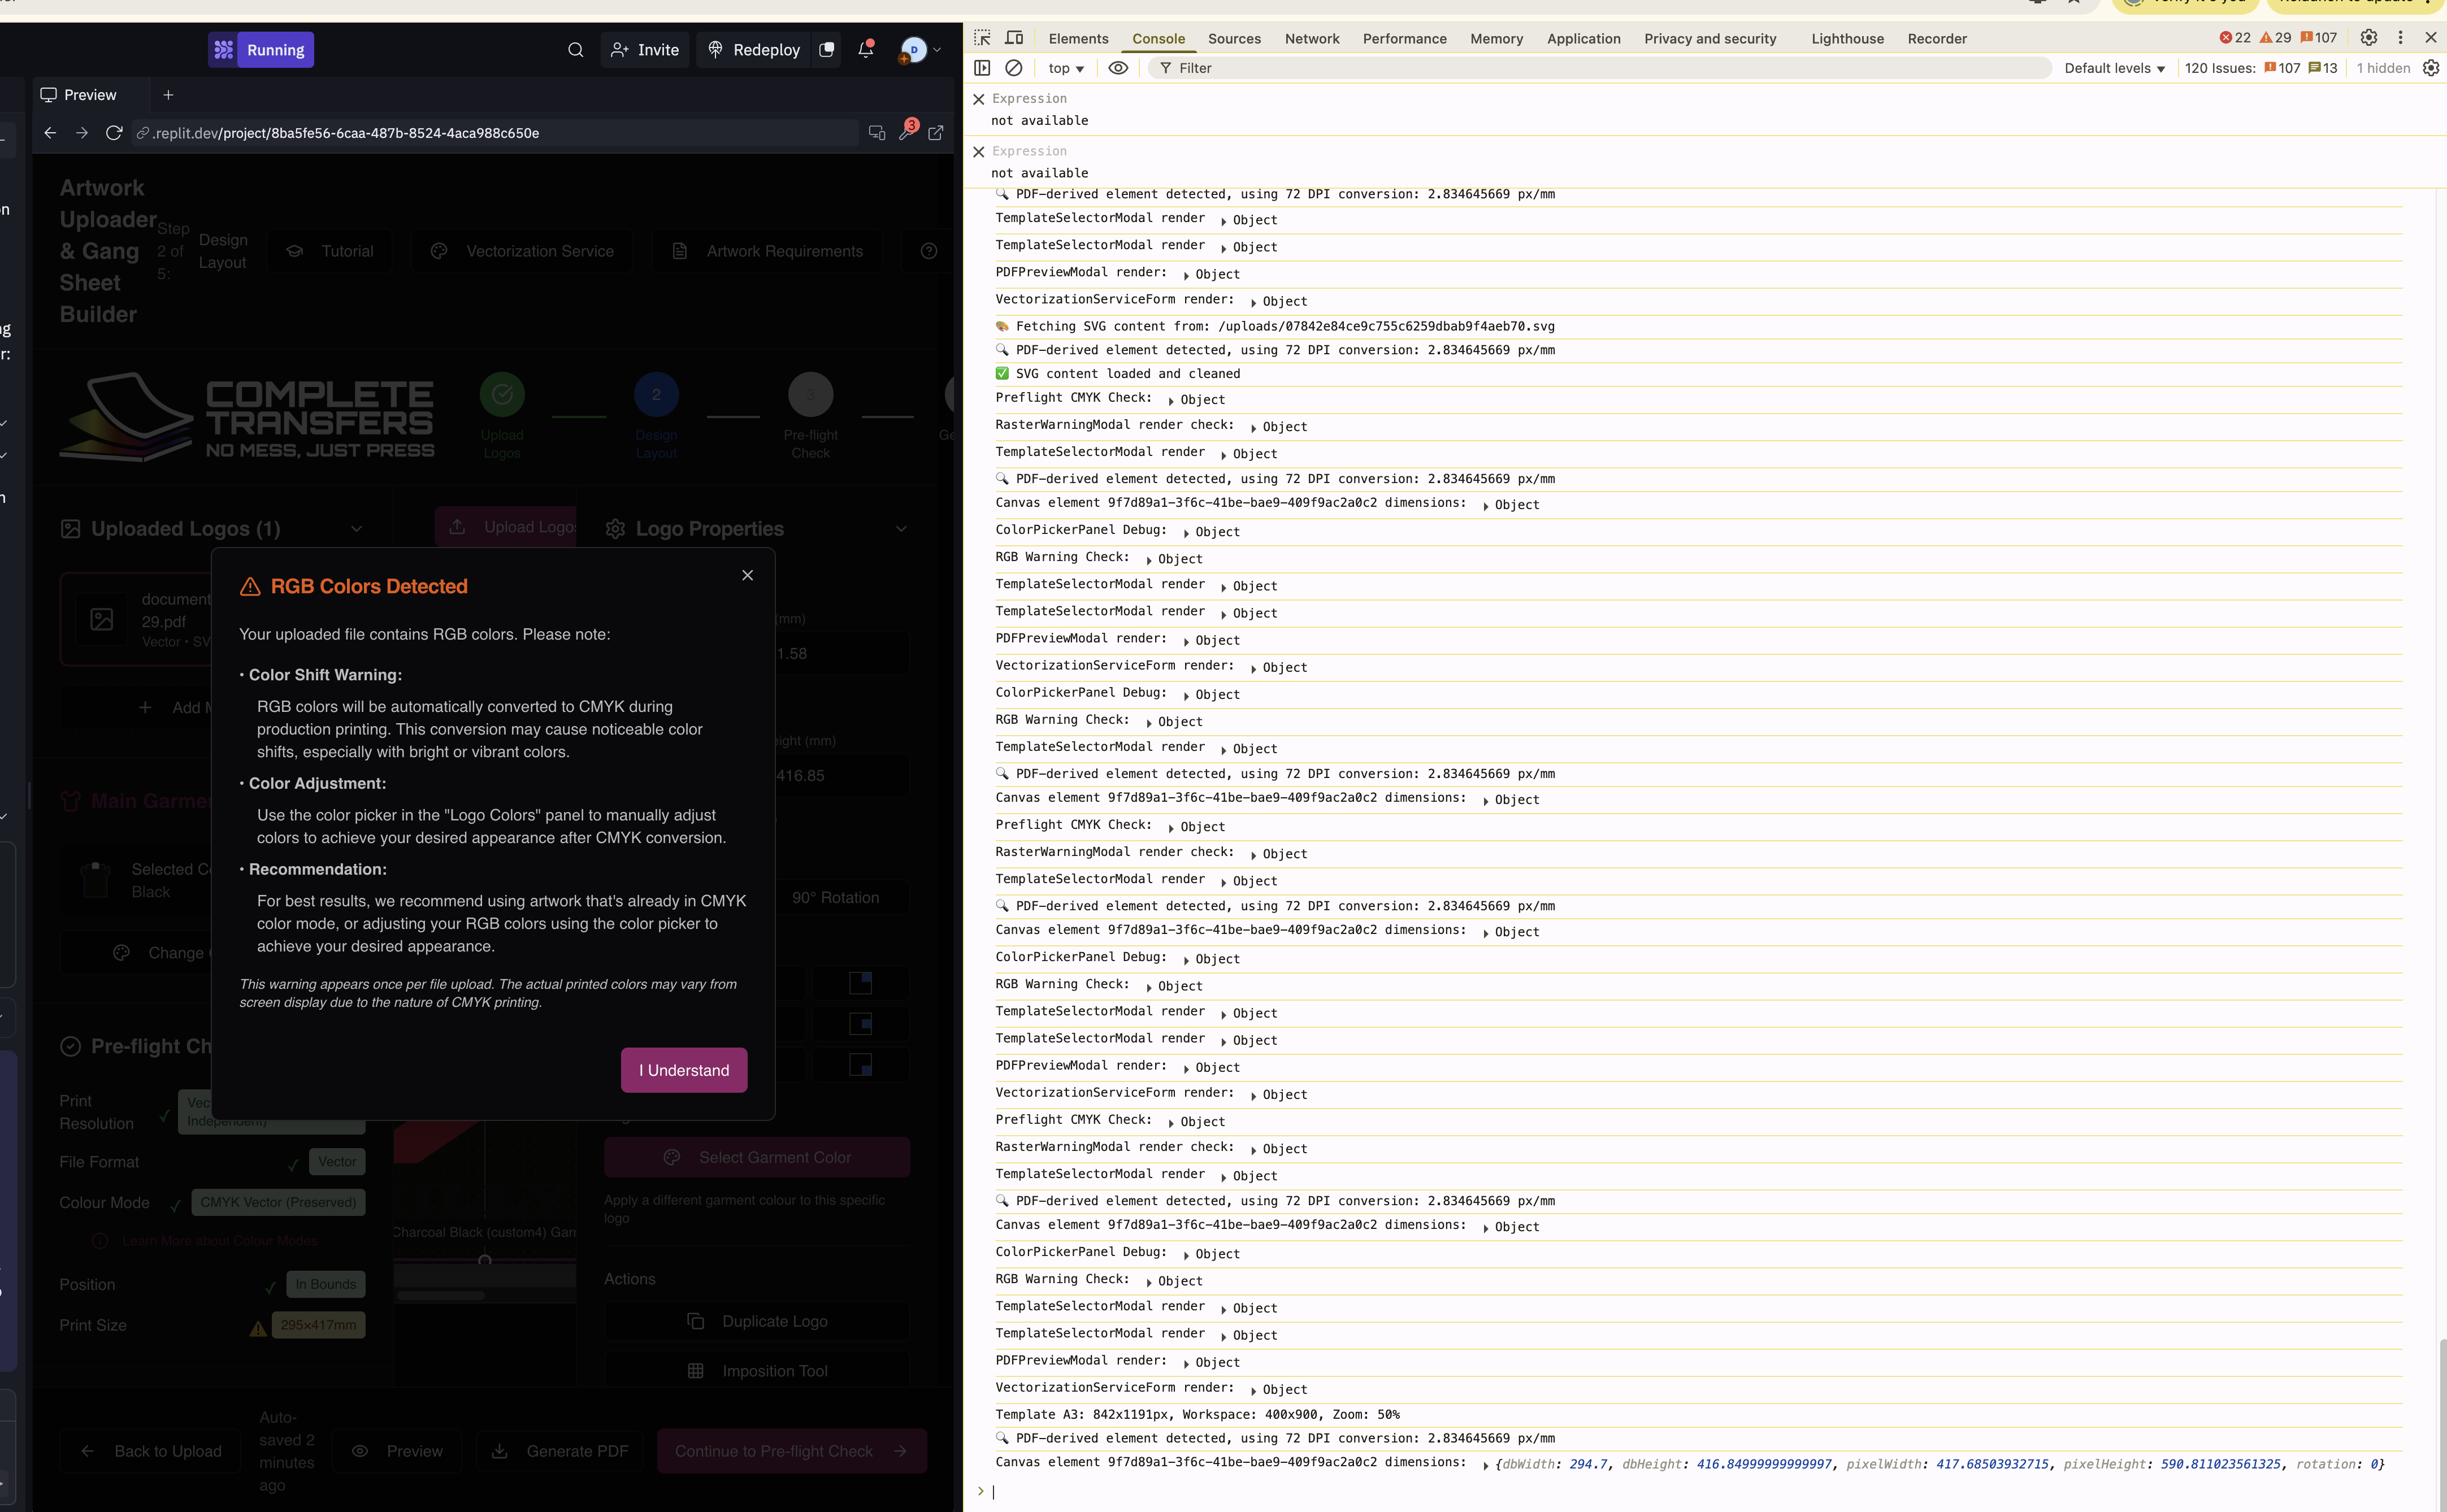 Running
Invite
Redeploy
D
Preview
.replit.dev/project/8ba5fe56-6caa-487b-8524-4aca988c650e
3
Artwork
Uploader
& Gang
Sheet
Builder
Step
2 of
5:
Design
Layout
Tutorial
Vectorization Service
Artwork Requirements
COMPLETE
TRANSFERS
NO MESS, JUST PRESS
2
3
Upload
Logos
Design
Layout
Pre-flight
Check
Uploaded Logos (1)
Upload Logo
Logo Properties
document
29.pdf
Vector • SV
Add M
Main Garme
Selected Co
Black
Change
Pre-flight Ch
RGB Colors Detected
Your uploaded file contains RGB colors. Please note:
• Color Shift Warning:
RGB colors will be automatically converted to CMYK during
production printing. This conversion may cause noticeable color
shifts, especially with bright or vibrant colors.
• Color Adjustment:
Use the color picker in the "Logo Colors" panel to manually adjust
colors to achieve your desired appearance after CMYK conversion.
• Recommendation:
For best results, we recommend using artwork that's already in CMYK
color mode, or adjusting your RGB colors using the color picker to
achieve your desired appearance.
This warning appears once per file upload. The actual printed colors may vary from
screen display due to the nature of CMYK printing.
I Understand
(mm)
1.58
eight (mm)
416.85
90° Rotation
Print
Resolution
Vec
Independent)
File Format
Vector
Colour Mode
CMYK Vector (Preserved)
Learn More about Colour Modes
Position
In Bounds
Print Size
295×417mm
Charcoal Black (custom4) Gar
Select Garment Color
Apply a different garment colour to this specific
logo
Actions
Duplicate Logo
Imposition Tool
Back to Upload
Auto-
saved 2
minutes
ago
Preview
Generate PDF
Continue to Pre-flight Check
Elements
Console
Sources
Network
Performance
Memory
Application
Privacy and security
Lighthouse
Recorder
22
29
107
top
Filter
Default levels
120 Issues:
107
13
1 hidden
Expression
not available
Expression
not available
🔍 PDF-derived element detected, using 72 DPI conversion: 2.834645669 px/mm
TemplateSelectorModal render ▸ Object
TemplateSelectorModal render ▸ Object
PDFPreviewModal render: ▸ Object
VectorizationServiceForm render: ▸ Object
🎨 Fetching SVG content from: /uploads/07842e84ce9c755c6259dbab9f4aeb70.svg
🔍 PDF-derived element detected, using 72 DPI conversion: 2.834645669 px/mm
✅ SVG content loaded and cleaned
Preflight CMYK Check: ▸ Object
RasterWarningModal render check: ▸ Object
TemplateSelectorModal render ▸ Object
🔍 PDF-derived element detected, using 72 DPI conversion: 2.834645669 px/mm
Canvas element 9f7d89a1-3f6c-41be-bae9-409f9ac2a0c2 dimensions: ▸ Object
ColorPickerPanel Debug: ▸ Object
RGB Warning Check: ▸ Object
TemplateSelectorModal render ▸ Object
TemplateSelectorModal render ▸ Object
PDFPreviewModal render: ▸ Object
VectorizationServiceForm render: ▸ Object
ColorPickerPanel Debug: ▸ Object
RGB Warning Check: ▸ Object
TemplateSelectorModal render ▸ Object
🔍 PDF-derived element detected, using 72 DPI conversion: 2.834645669 px/mm
Canvas element 9f7d89a1-3f6c-41be-bae9-409f9ac2a0c2 dimensions: ▸ Object
Preflight CMYK Check: ▸ Object
RasterWarningModal render check: ▸ Object
TemplateSelectorModal render ▸ Object
🔍 PDF-derived element detected, using 72 DPI conversion: 2.834645669 px/mm
Canvas element 9f7d89a1-3f6c-41be-bae9-409f9ac2a0c2 dimensions: ▸ Object
ColorPickerPanel Debug: ▸ Object
RGB Warning Check: ▸ Object
TemplateSelectorModal render ▸ Object
TemplateSelectorModal render ▸ Object
PDFPreviewModal render: ▸ Object
VectorizationServiceForm render: ▸ Object
Preflight CMYK Check: ▸ Object
RasterWarningModal render check: ▸ Object
TemplateSelectorModal render ▸ Object
🔍 PDF-derived element detected, using 72 DPI conversion: 2.834645669 px/mm
Canvas element 9f7d89a1-3f6c-41be-bae9-409f9ac2a0c2 dimensions: ▸ Object
ColorPickerPanel Debug: ▸ Object
RGB Warning Check: ▸ Object
TemplateSelectorModal render ▸ Object
TemplateSelectorModal render ▸ Object
PDFPreviewModal render: ▸ Object
VectorizationServiceForm render: ▸ Object
Template A3: 842x1191px, Workspace: 400x900, Zoom: 50%
🔍 PDF-derived element detected, using 72 DPI conversion: 2.834645669 px/mm
Canvas element 9f7d89a1-3f6c-41be-bae9-409f9ac2a0c2 dimensions: ▸ {dbWidth: 294.7, dbHeight: 416.84999999999997, pixelWidth: 417.68503932715, pixelHeight: 590.811023561325, rotation: 0}